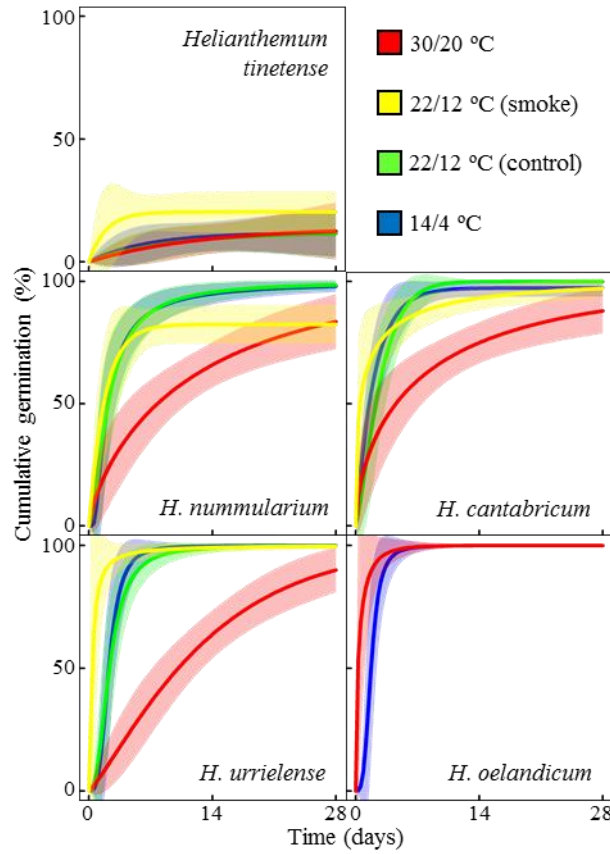 100
50
0
Helianthemum
tinetense
30/20 ºC
22/12 ºC (smoke)
22/12 ºC (control)
14/4 ºC
Cumulative germination (%)
100
50
0
H. nummularium
H. cantabricum
100
50
0
H. urrielense
H. oelandicum
0 14 28 0 14 28
Time (days)